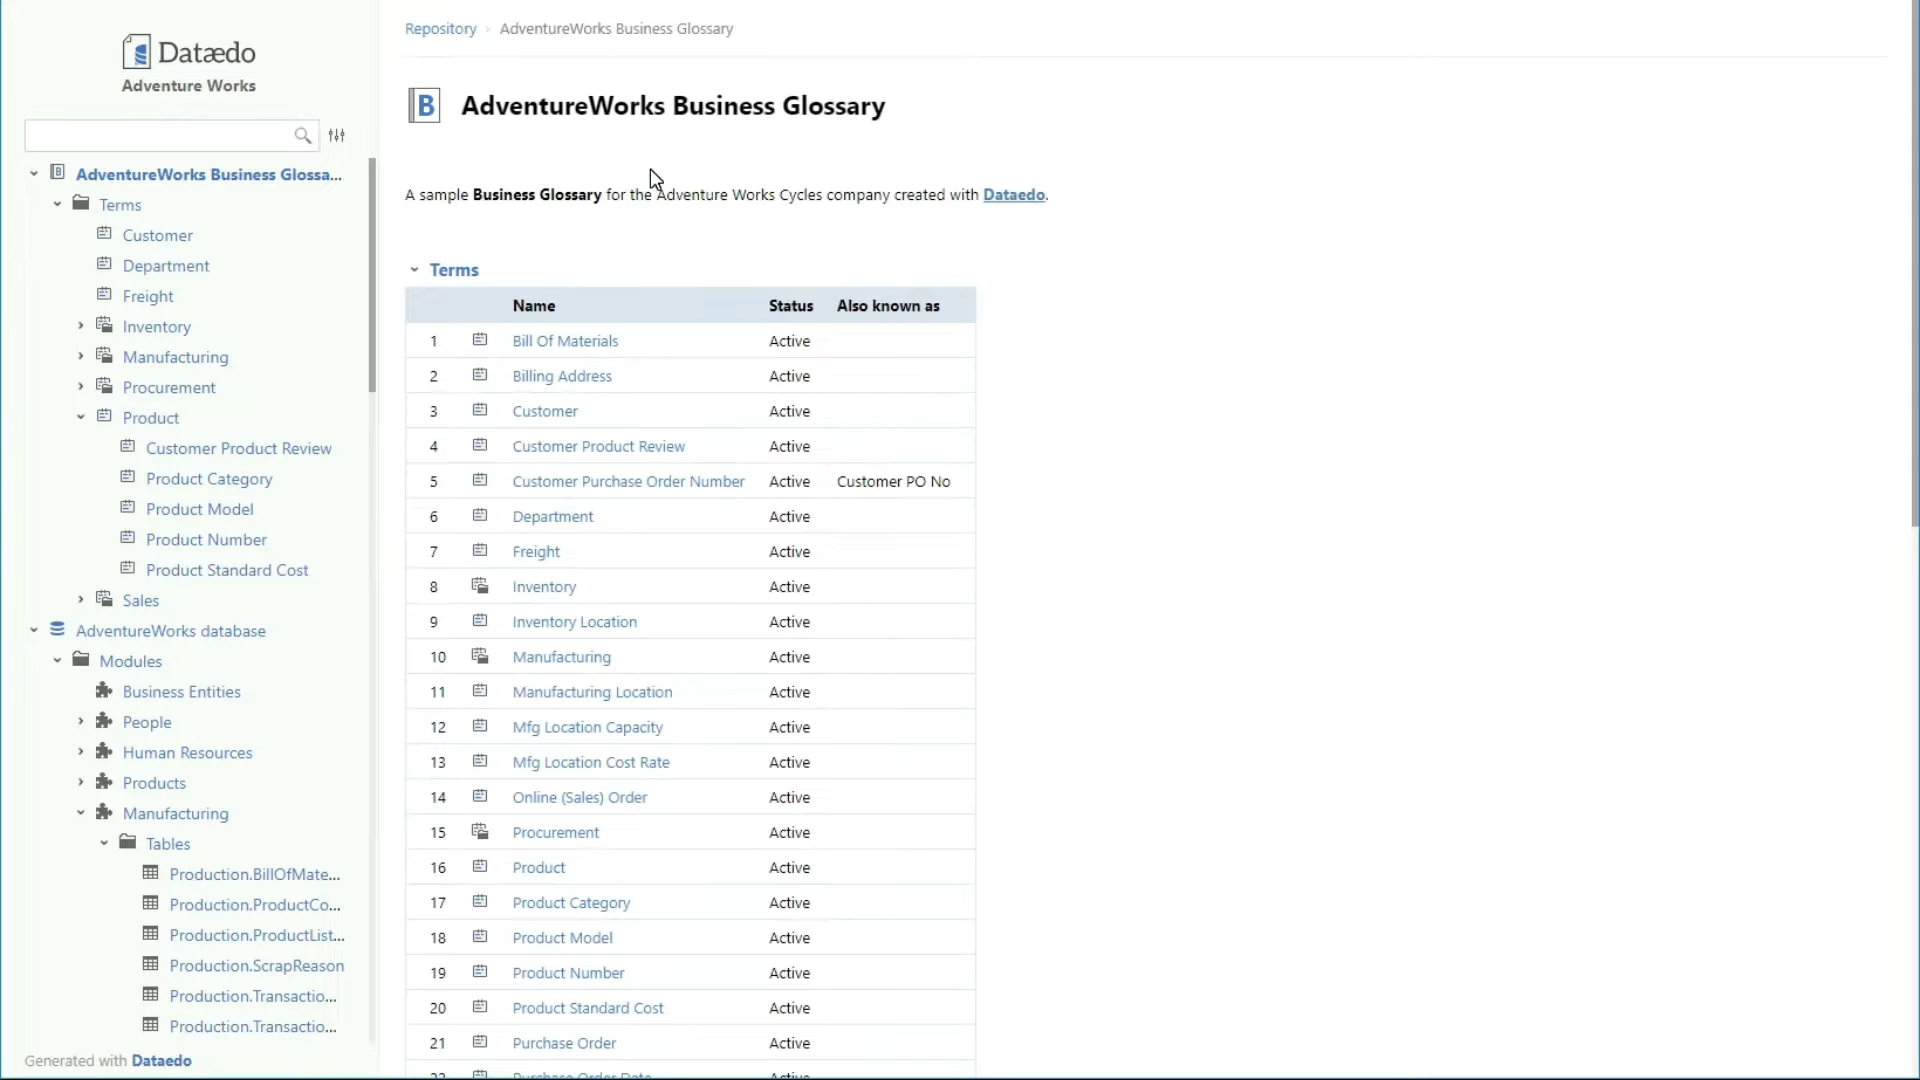 Dataedo
Adventure Works
AdventureWorks Business Glossa...
Terms
Customer
Department
Freight
Inventory
Manufacturing
Procurement
Product
Customer Product Review
Product Category
Product Model
Product Number
Product Standard Cost
Sales
AdventureWorks database
Modules
Business Entities
People
Human Resources
Products
Manufacturing
Tables
Production.BillOfMate...
Production.ProductCo...
Production.ProductList...
Production.ScrapReason
Production.Transactio...
Production.Transactio...
Generated with Dataedo
Repository › AdventureWorks Business Glossary
B AdventureWorks Business Glossary
A sample Business Glossary for the Adventure Works Cycles company created with Dataedo.
Terms
Name Status Also known as
1 Bill Of Materials Active
2 Billing Address Active
3 Customer Active
4 Customer Product Review Active
5 Customer Purchase Order Number Active Customer PO No
6 Department Active
7 Freight Active
8 Inventory Active
9 Inventory Location Active
10 Manufacturing Active
11 Manufacturing Location Active
12 Mfg Location Capacity Active
13 Mfg Location Cost Rate Active
14 Online (Sales) Order Active
15 Procurement Active
16 Product Active
17 Product Category Active
18 Product Model Active
19 Product Number Active
20 Product Standard Cost Active
21 Purchase Order Active
22 Purchase Order Date Active